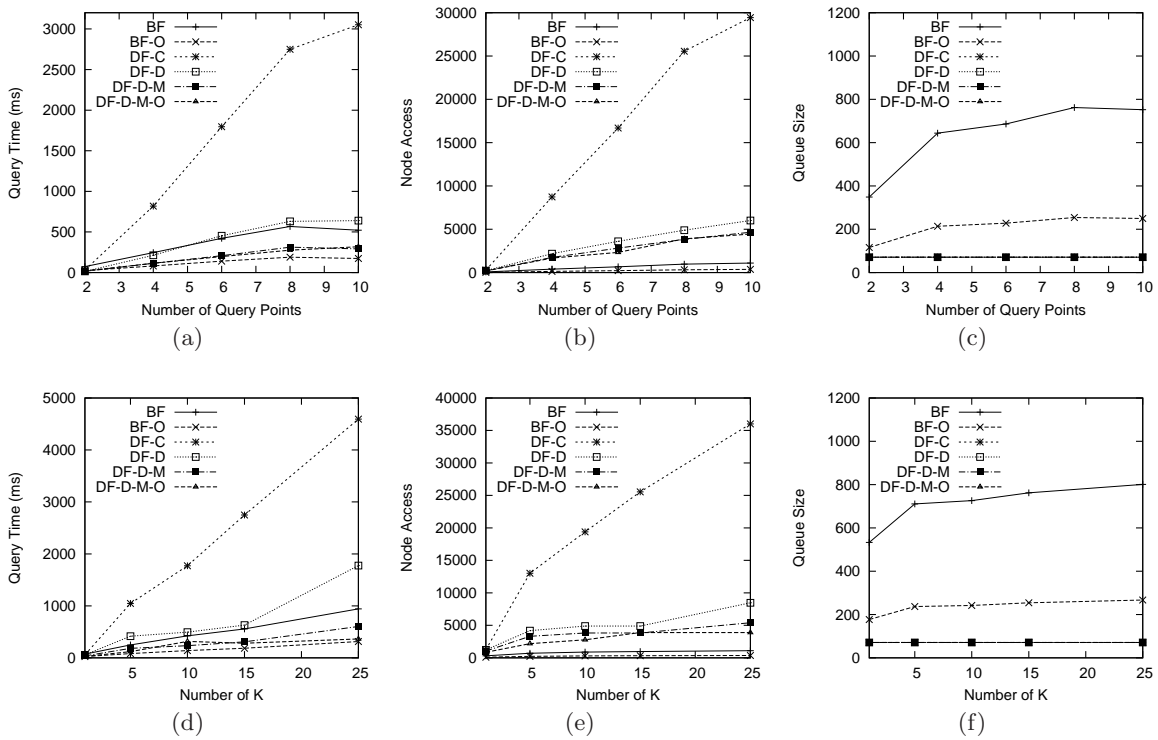 Query Time (ms)
3000
2500
2000
1500
1000
500
0
2 3 4 5 6 7 8 9 10
Number of Query Points
BF
BF-O
DF-C
DF-D
DF-D-M
DF-D-M-O
(a)
Node Access
30000
25000
20000
15000
10000
5000
0
2 3 4 5 6 7 8 9 10
Number of Query Points
BF
BF-O
DF-C
DF-D
DF-D-M
DF-D-M-O
(b)
Queue Size
1200
1000
800
600
400
200
0
2 3 4 5 6 7 8 9 10
Number of Query Points
BF
BF-O
DF-C
DF-D
DF-D-M
DF-D-M-O
(c)
Query Time (ms)
5000
4000
3000
2000
1000
0
5 10 15 20 25
Number of K
BF
BF-O
DF-C
DF-D
DF-D-M
DF-D-M-O
(d)
Node Access
40000
35000
30000
25000
20000
15000
10000
5000
0
5 10 15 20 25
Number of K
BF
BF-O
DF-C
DF-D
DF-D-M
DF-D-M-O
(e)
Queue Size
1200
1000
800
600
400
200
0
5 10 15 20 25
Number of K
BF
BF-O
DF-C
DF-D
DF-D-M
DF-D-M-O
(f)